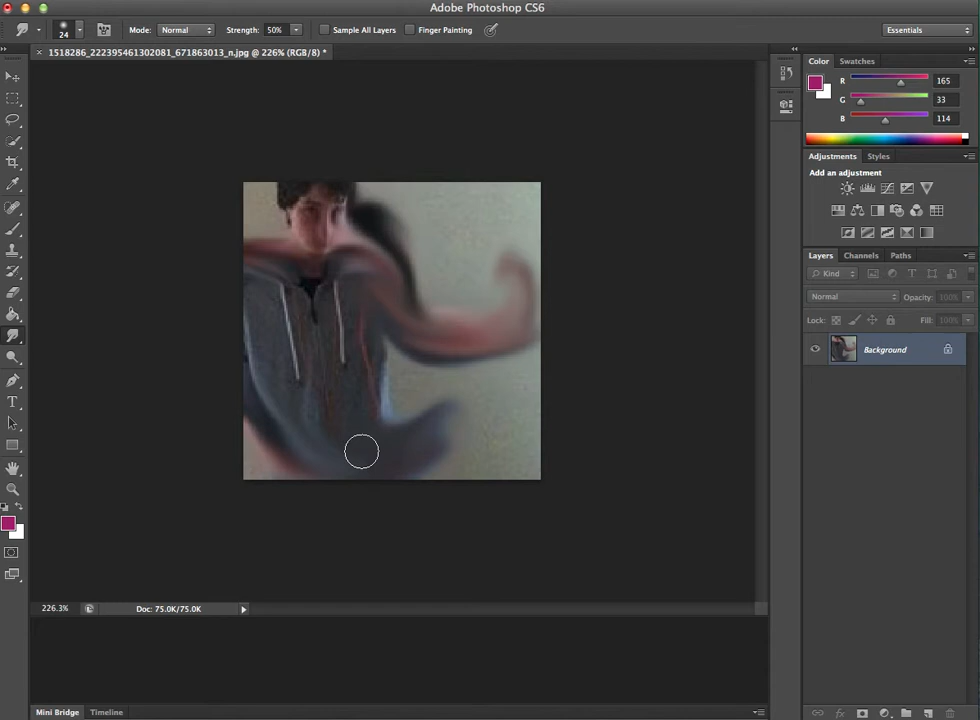 Adobe Photoshop CS6
24
Mode: Normal
Strength: 50%
Sample All Layers
Finger Painting
Essentials
1518286_222395461302081_671863013_n.jpg @ 226% (RGB/8) *
Color
Swatches
R
165
G
33
B
114
Adjustments
Styles
Add an adjustment
Layers
Channels
Paths
Kind
Normal
Opacity: 100%
Lock:
Fill: 100%
Background
226.3%
Doc: 75.0K/75.0K
Mini Bridge
Timeline